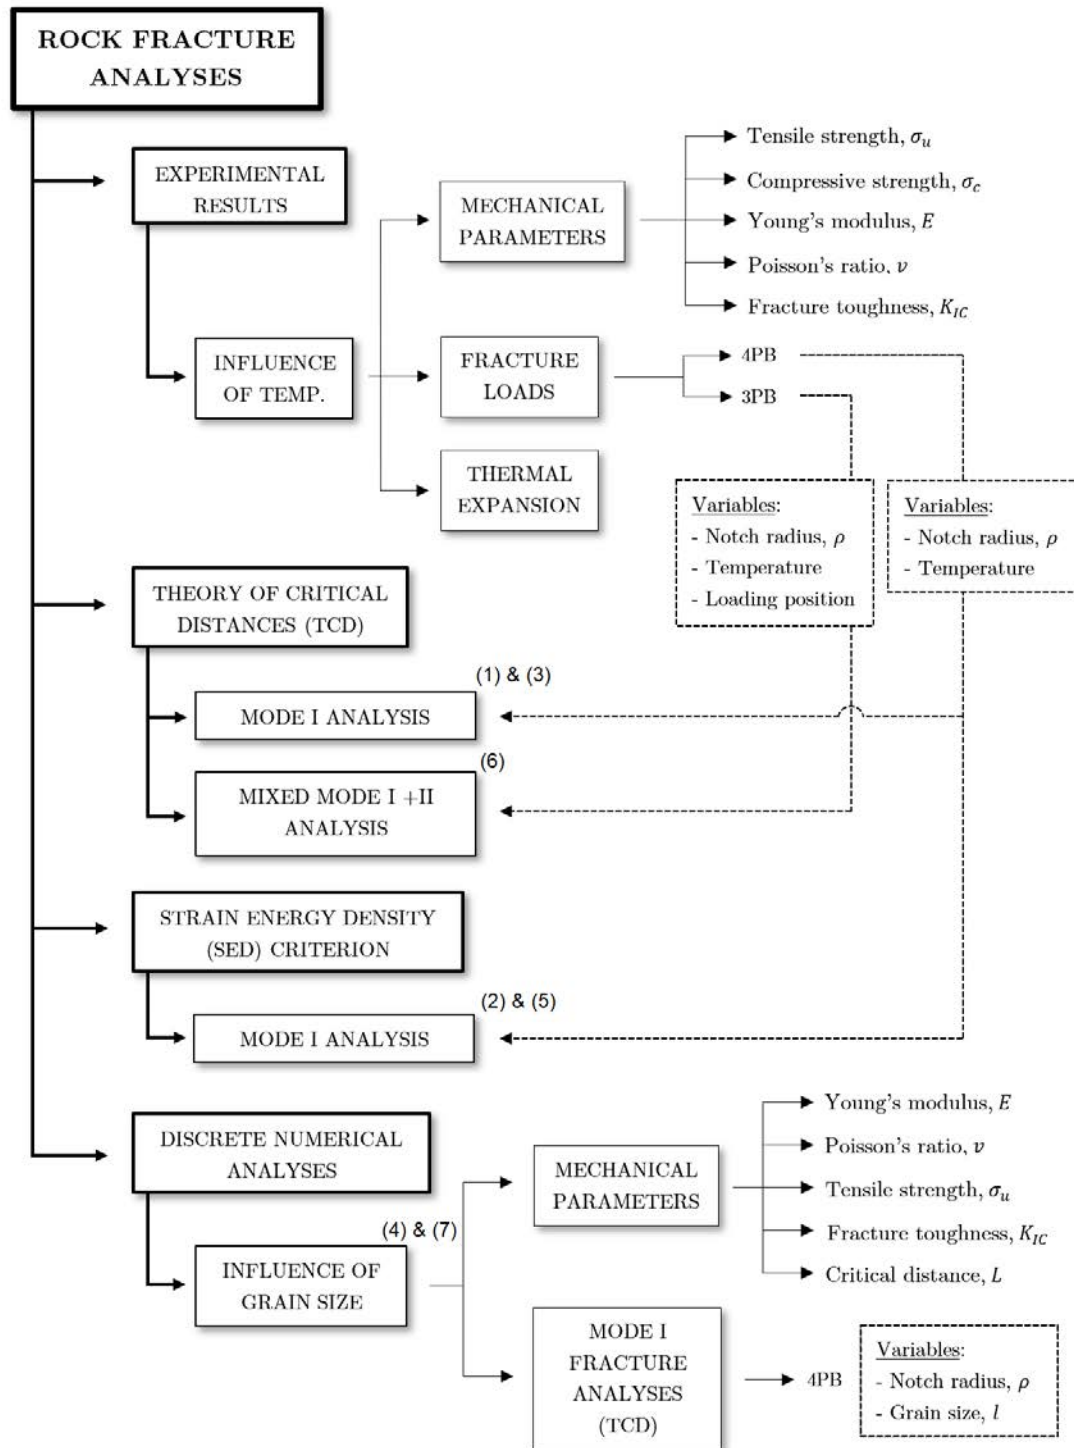 ROCK FRACTURE
ANALYSES
EXPERIMENTAL
RESULTS
INFLUENCE
OF TEMP.
MECHANICAL
PARAMETERS
Tensile strength, σu
Compressive strength, σc
Young's modulus, E
Poisson's ratio, ν
Fracture toughness, KIC
FRACTURE
LOADS
4PB
3PB
THERMAL
EXPANSION
Variables:
- Notch radius, ρ
- Temperature
- Loading position
Variables:
- Notch radius, ρ
- Temperature
THEORY OF CRITICAL
DISTANCES (TCD)
(1) & (3)
MODE I ANALYSIS
(6)
MIXED MODE I +II
ANALYSIS
STRAIN ENERGY DENSITY
(SED) CRITERION
(2) & (5)
MODE I ANALYSIS
DISCRETE NUMERICAL
ANALYSES
(4) & (7)
INFLUENCE OF
GRAIN SIZE
MECHANICAL
PARAMETERS
Young's modulus, E
Poisson's ratio, ν
Tensile strength, σu
Fracture toughness, KIC
Critical distance, L
MODE I
FRACTURE
ANALYSES
(TCD)
4PB
Variables:
- Notch radius, ρ
- Grain size, l